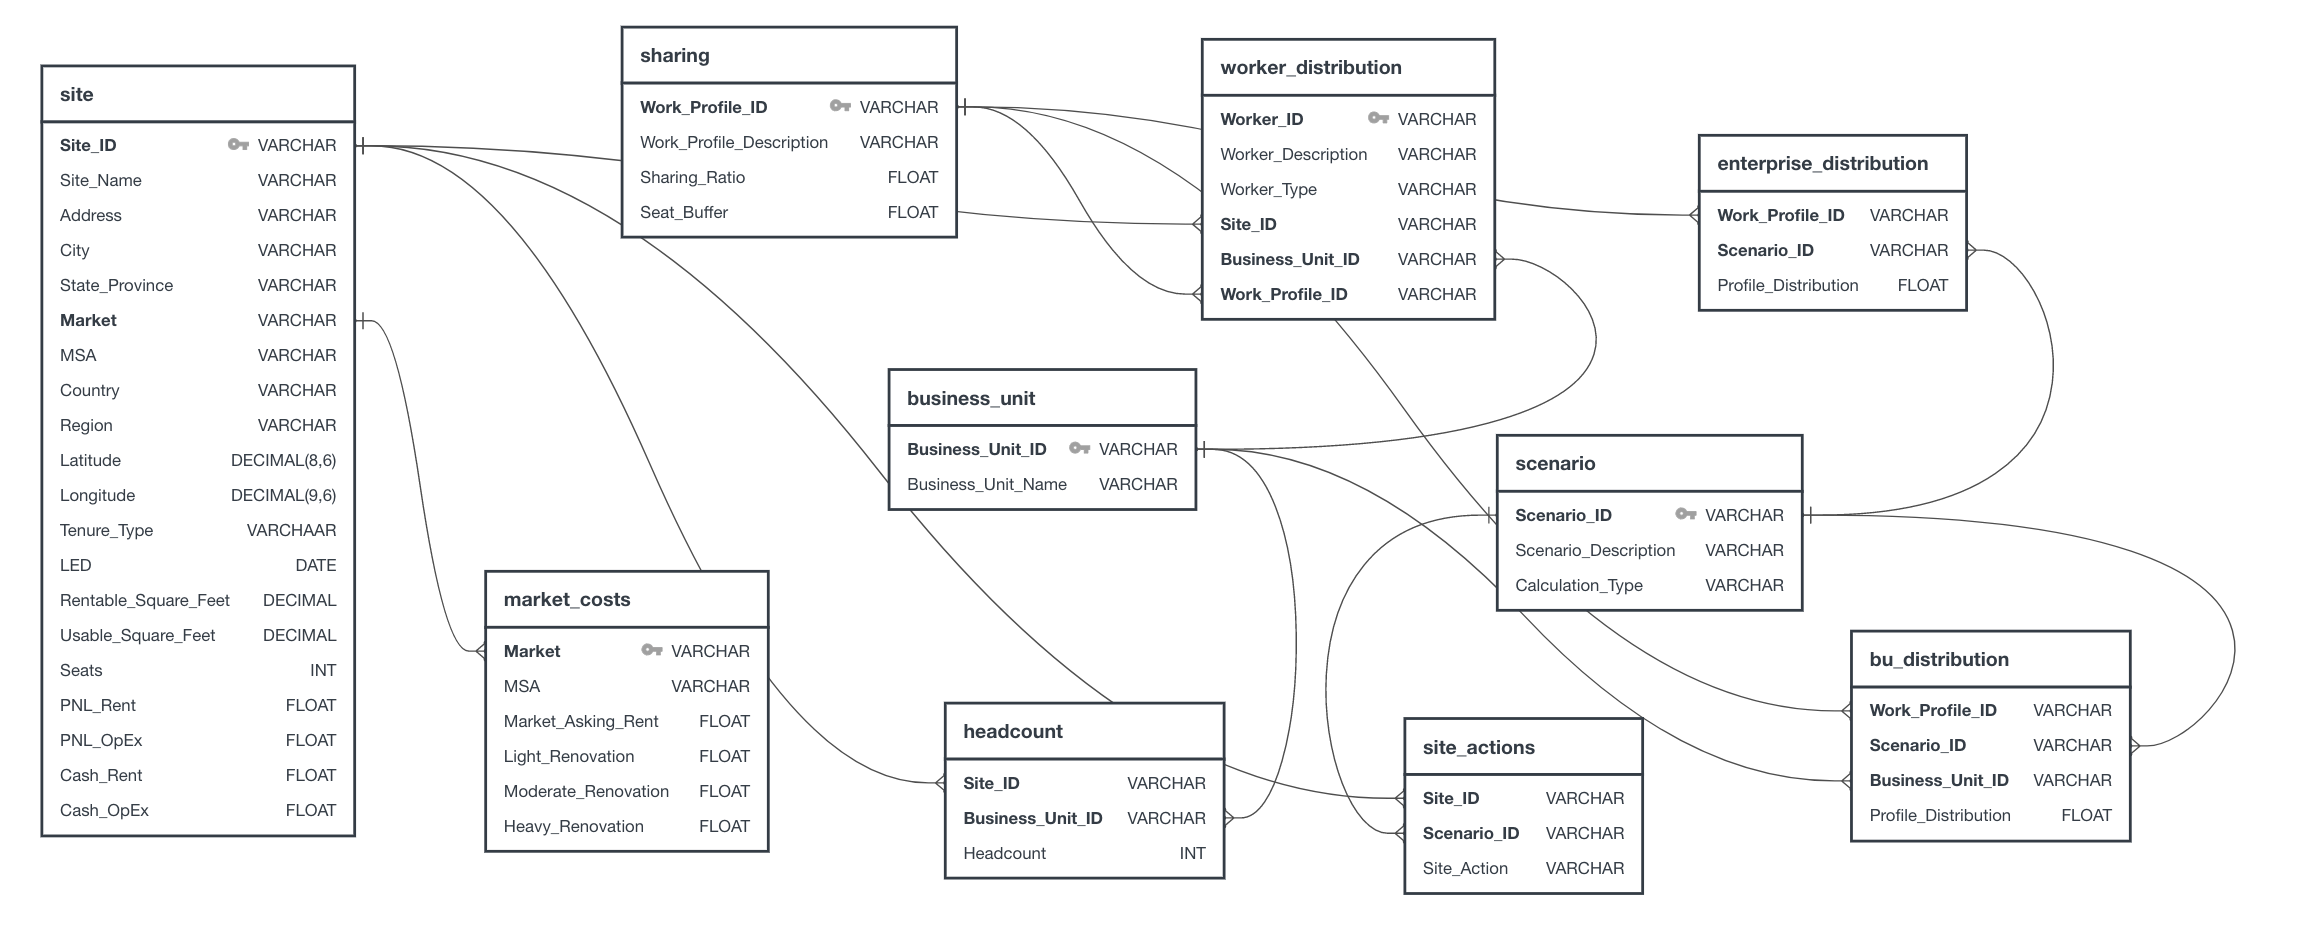 site
Site_ID VARCHAR
Site_Name VARCHAR
Address VARCHAR
City VARCHAR
State_Province VARCHAR
Market VARCHAR
MSA VARCHAR
Country VARCHAR
Region VARCHAR
Latitude DECIMAL(8,6)
Longitude DECIMAL(9,6)
Tenure_Type VARCHAAR
LED DATE
Rentable_Square_Feet DECIMAL
Usable_Square_Feet DECIMAL
Seats INT
PNL_Rent FLOAT
PNL_OpEx FLOAT
Cash_Rent FLOAT
Cash_OpEx FLOAT
sharing
Work_Profile_ID VARCHAR
Work_Profile_Description VARCHAR
Sharing_Ratio FLOAT
Seat_Buffer FLOAT
worker_distribution
Worker_ID VARCHAR
Worker_Description VARCHAR
Worker_Type VARCHAR
Site_ID VARCHAR
Business_Unit_ID VARCHAR
Work_Profile_ID VARCHAR
enterprise_distribution
Work_Profile_ID VARCHAR
Scenario_ID VARCHAR
Profile_Distribution FLOAT
business_unit
Business_Unit_ID VARCHAR
Business_Unit_Name VARCHAR
scenario
Scenario_ID VARCHAR
Scenario_Description VARCHAR
Calculation_Type VARCHAR
market_costs
Market VARCHAR
MSA VARCHAR
Market_Asking_Rent FLOAT
Light_Renovation FLOAT
Moderate_Renovation FLOAT
Heavy_Renovation FLOAT
headcount
Site_ID VARCHAR
Business_Unit_ID VARCHAR
Headcount INT
site_actions
Site_ID VARCHAR
Scenario_ID VARCHAR
Site_Action VARCHAR
bu_distribution
Work_Profile_ID VARCHAR
Scenario_ID VARCHAR
Business_Unit_ID VARCHAR
Profile_Distribution FLOAT